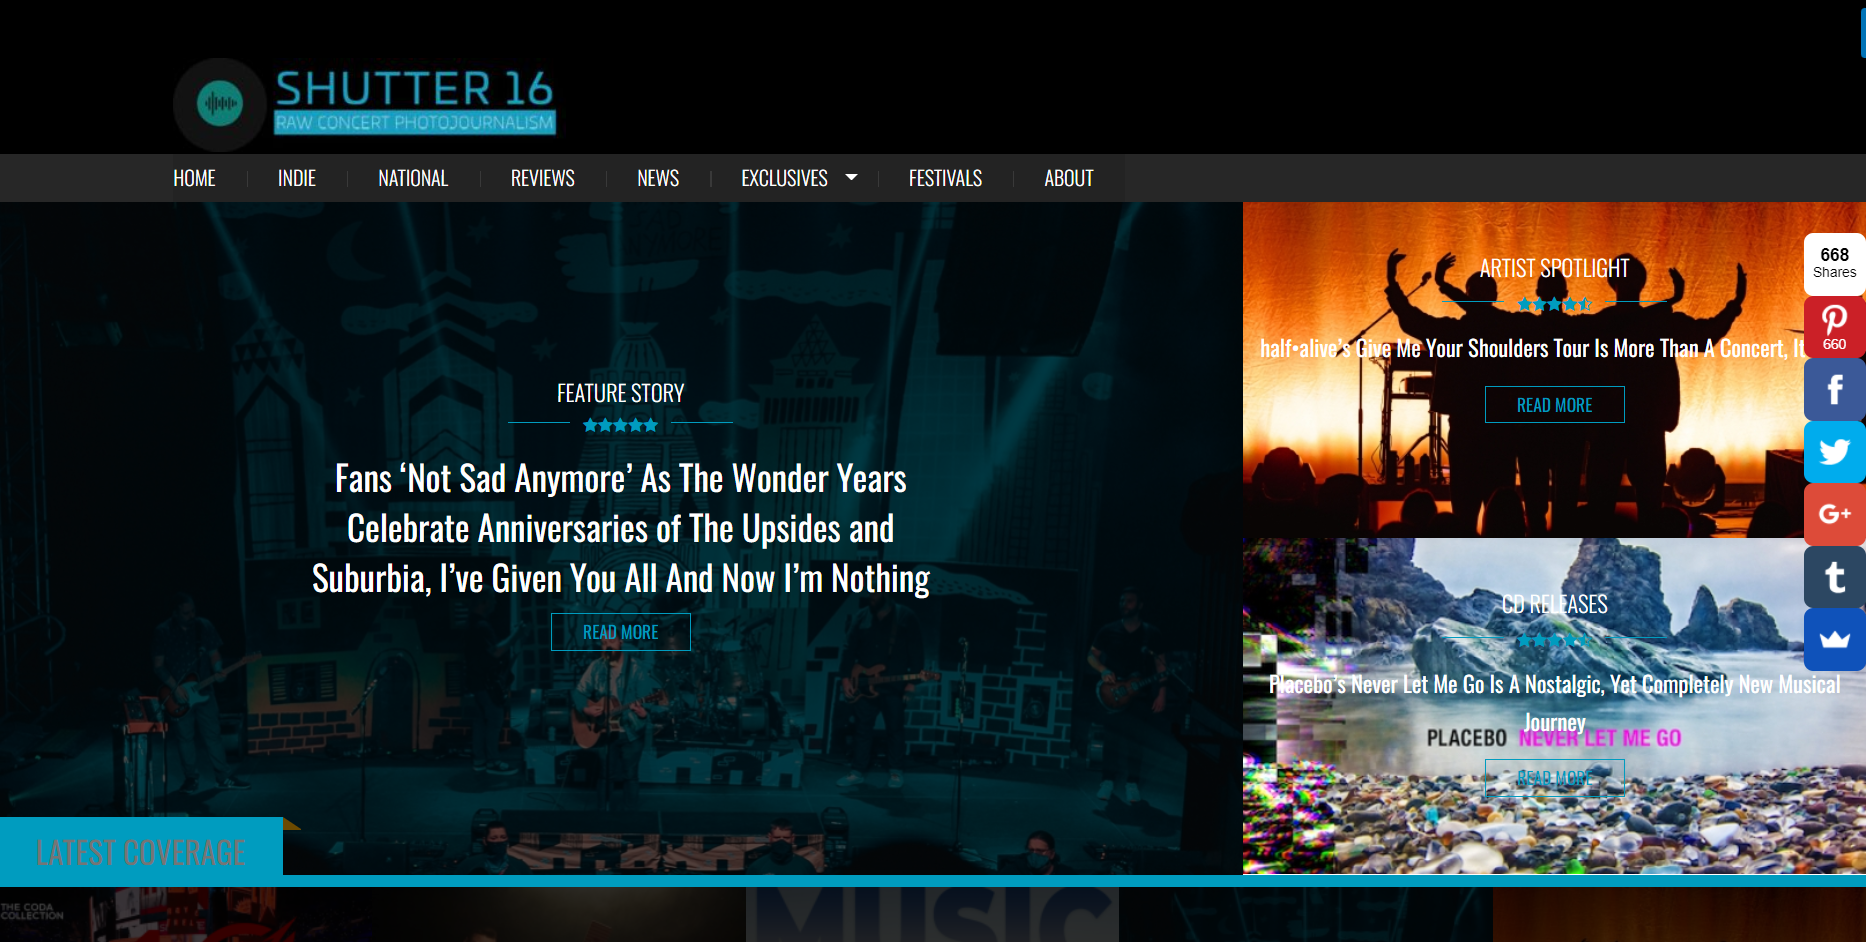 SHUTTER 16
RAW CONCERT PHOTOJOURNALISM
HOME
INDIE
NATIONAL
REVIEWS
NEWS
EXCLUSIVES
FESTIVALS
ABOUT
FEATURE STORY
Fans ‘Not Sad Anymore’ As The Wonder Years
Celebrate Anniversaries of The Upsides and
Suburbia, I’ve Given You All And Now I’m Nothing
READ MORE
ARTIST SPOTLIGHT
half•alive’s Give Me Your Shoulders Tour Is More Than A Concert, It
READ MORE
CD RELEASES
Placebo’s Never Let Me Go Is A Nostalgic, Yet Completely New Musical
Journey
PLACEBO NEVER LET ME GO
READ MORE
668
Shares
660
LATEST COVERAGE
THE CODA
COLLECTION
MUSIC